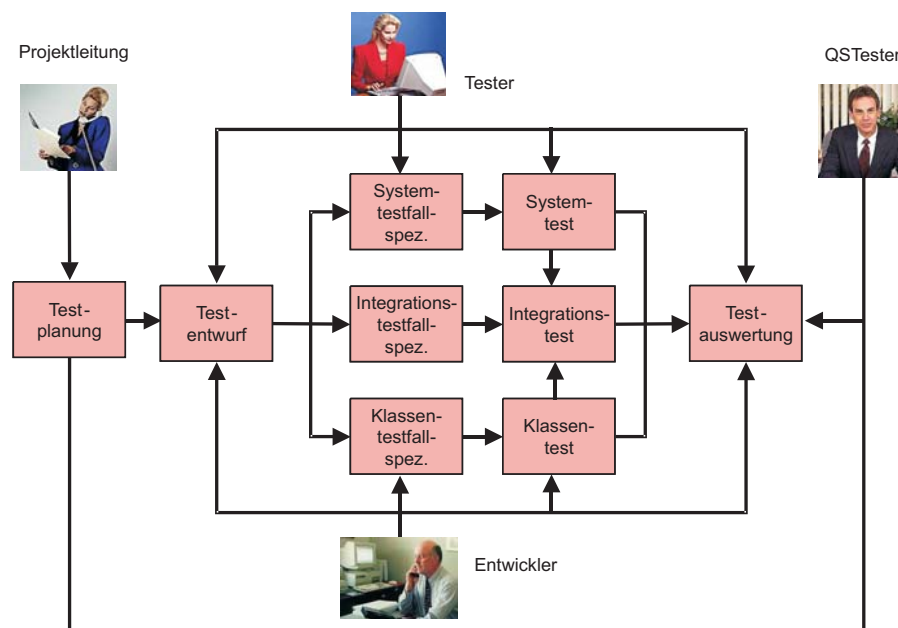 Projektleitung
Tester
QSTester
System-
testfall-
spez.
System-
test
Test-
planung
Test-
entwurf
Integrations-
testfall-
spez.
Integrations-
test
Test-
auswertung
Klassen-
testfall-
spez.
Klassen-
test
Entwickler